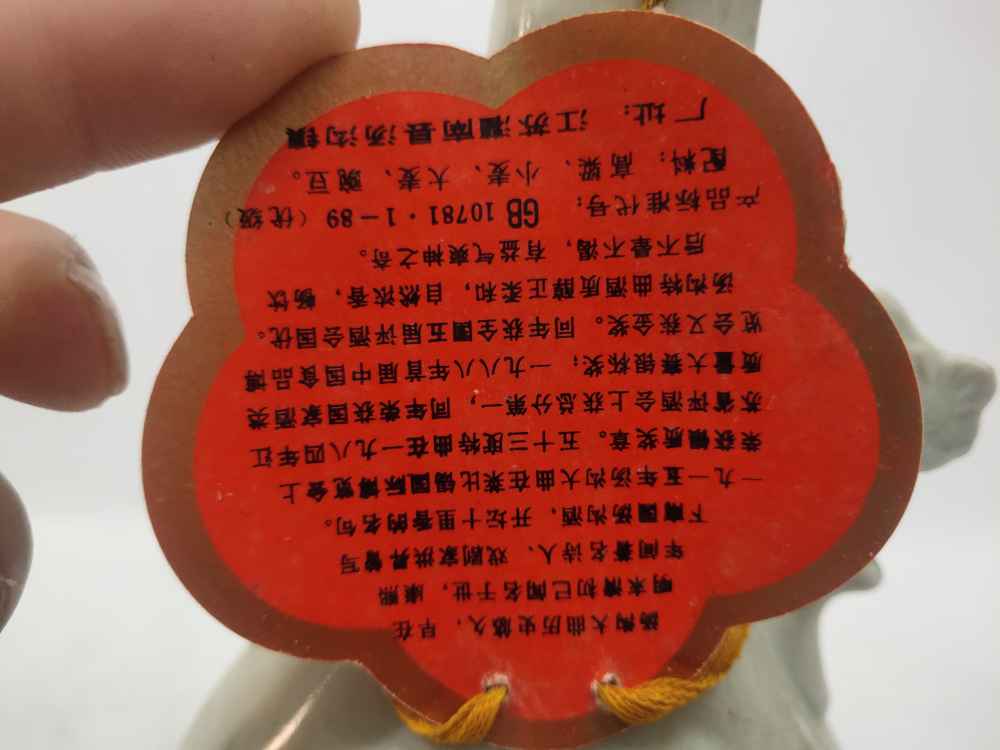 汤沟大曲历史悠久，早在
明末清初已闻名于世，康熙
年间著名诗人、戏剧家洪昇曾写
下南國汤沟酒，开坛十里香的名句。
一九一五年汤沟大曲在莱比锡國际博览会上
荣获银质奖章。五十三度特曲在一九八四年江
苏省评酒会上获总分第一，同年荣获国家酒类
质量大赛银杯奖；一九八八年首届中国食品博
览会又获金奖。同年获全國五届评酒会国优。
汤沟特曲酒质醇正柔和，自然浓香，畅饮
后不晕不渴，有益气爽神之奇。
产品标准代号： GB 10781·1—89（优级）
配料：高粱、小麦、大麦、豌豆。
厂址：江苏灌南县汤沟镇